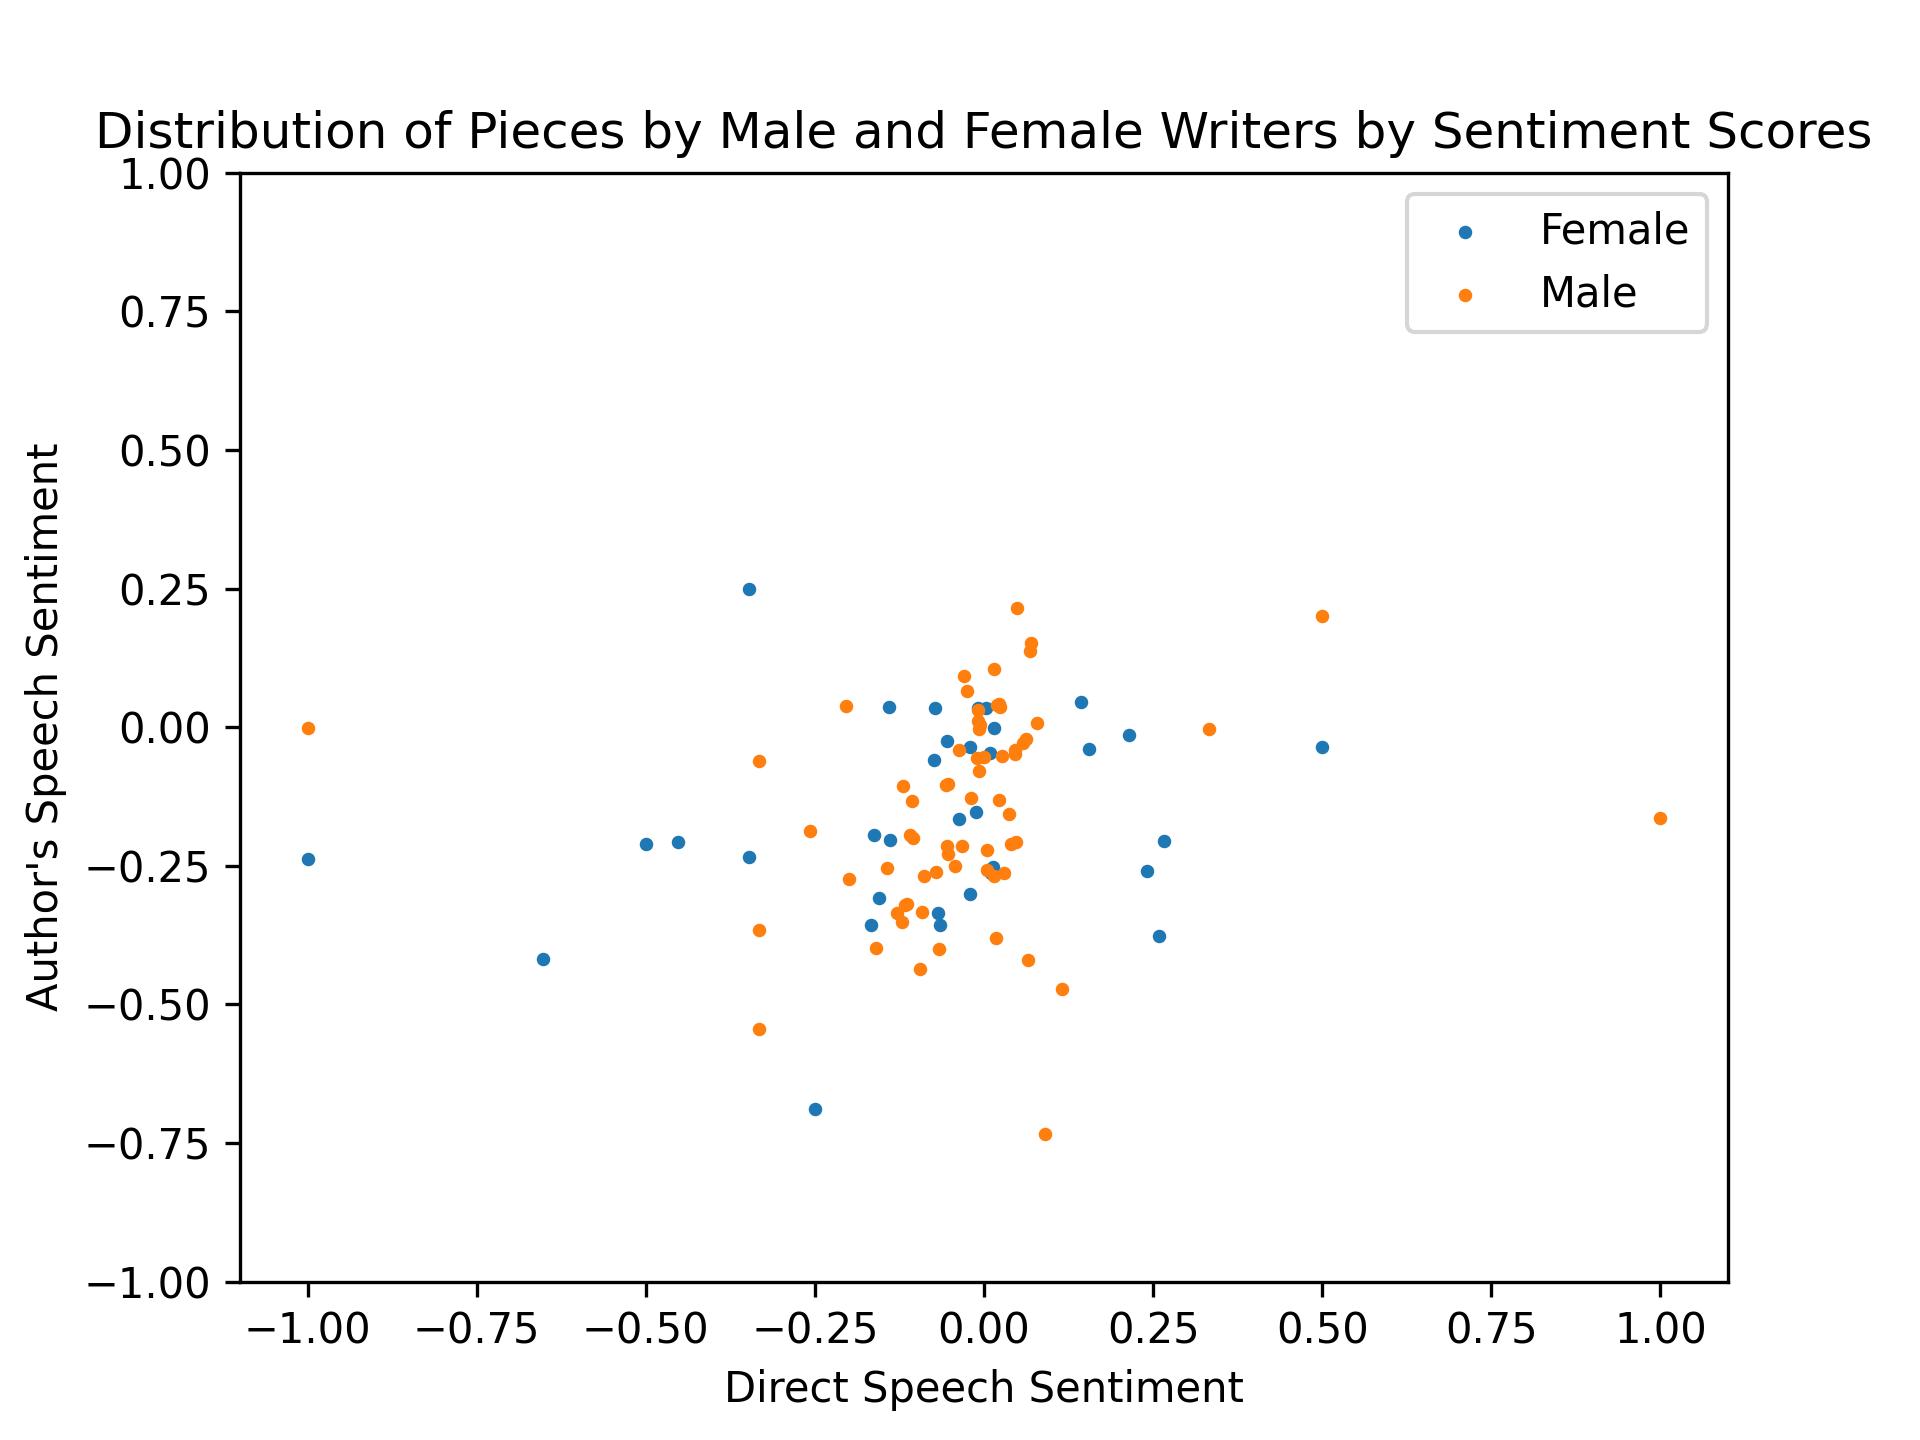 Distribution of Pieces by Male and Female Writers by Sentiment Scores
1.00
0.75
0.50
0.25
0.00
−0.25
−0.50
−0.75
−1.00
Author's Speech Sentiment
Female
Male
−1.00 −0.75 −0.50 −0.25 0.00 0.25 0.50 0.75 1.00
Direct Speech Sentiment